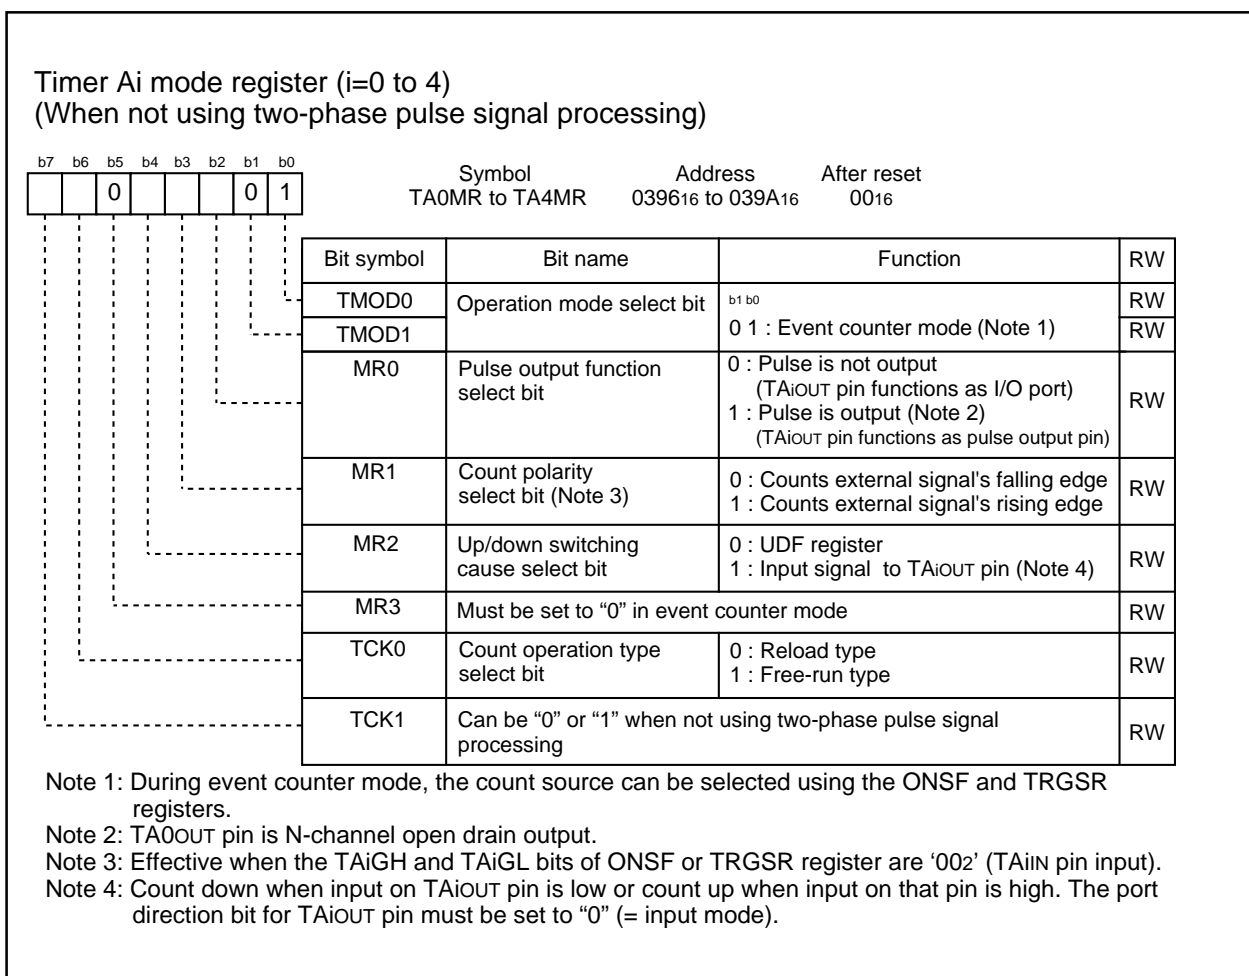 Timer Ai mode register (i=0 to 4)
(When not using two-phase pulse signal processing)
b7 b6 b5 b4 b3 b2 b1 b0
0 0 1
Symbol Address After reset
TA0MR to TA4MR 039616 to 039A16 0016
Bit symbol Bit name Function RW
TMOD0 Operation mode select bit b1 b0 RW
TMOD1 0 1 : Event counter mode (Note 1) RW
MR0 Pulse output function 0 : Pulse is not output
select bit (TAiOUT pin functions as I/O port) RW
1 : Pulse is output (Note 2)
(TAiOUT pin functions as pulse output pin)
MR1 Count polarity 0 : Counts external signal's falling edge RW
select bit (Note 3) 1 : Counts external signal's rising edge
MR2 Up/down switching 0 : UDF register RW
cause select bit 1 : Input signal to TAiOUT pin (Note 4)
MR3 Must be set to “0” in event counter mode RW
TCK0 Count operation type 0 : Reload type RW
select bit 1 : Free-run type
TCK1 Can be “0” or “1” when not using two-phase pulse signal RW
processing
Note 1: During event counter mode, the count source can be selected using the ONSF and TRGSR
registers.
Note 2: TA0OUT pin is N-channel open drain output.
Note 3: Effective when the TAiGH and TAiGL bits of ONSF or TRGSR register are ‘002’ (TAiIN pin input).
Note 4: Count down when input on TAiOUT pin is low or count up when input on that pin is high. The port
direction bit for TAiOUT pin must be set to “0” (= input mode).